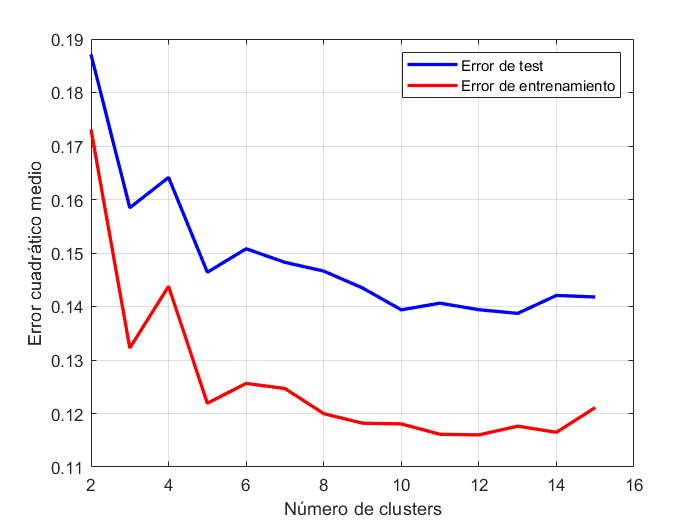 0.19
0.18
0.17
0.16
0.15
0.14
0.13
0.12
0.11
Error cuadrático medio
Error de test
Error de entrenamiento
2 4 6 8 10 12 14 16
Número de clusters